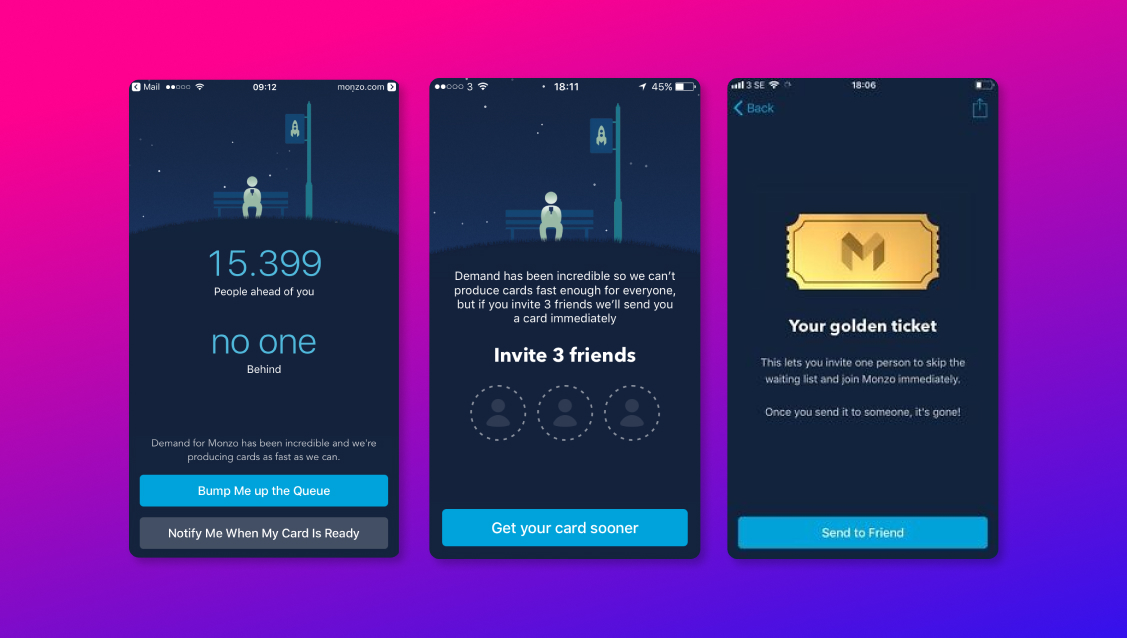 Mail
09:12
monzo.com
15.399
People ahead of you
no one
Behind
Demand for Monzo has been incredible and we're
producing cards as fast as we can.
Bump Me up the Queue
Notify Me When My Card Is Ready
3
18:11
45%
Demand has been incredible so we can't
produce cards fast enough for everyone,
but if you invite 3 friends we'll send you
a card immediately
Invite 3 friends
Get your card sooner
3 SE
18:06
Back
Your golden ticket
This lets you invite one person to skip the
waiting list and join Monzo immediately.
Once you send it to someone, it's gone!
Send to Friend